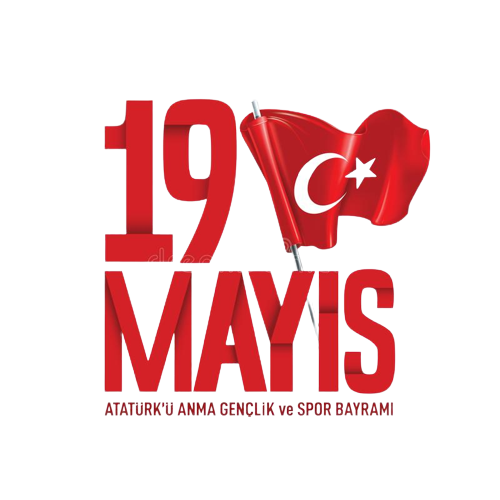 19
MAYIS
ATATÜRK'Ü ANMA GENÇLİK ve SPOR BAYRAMI